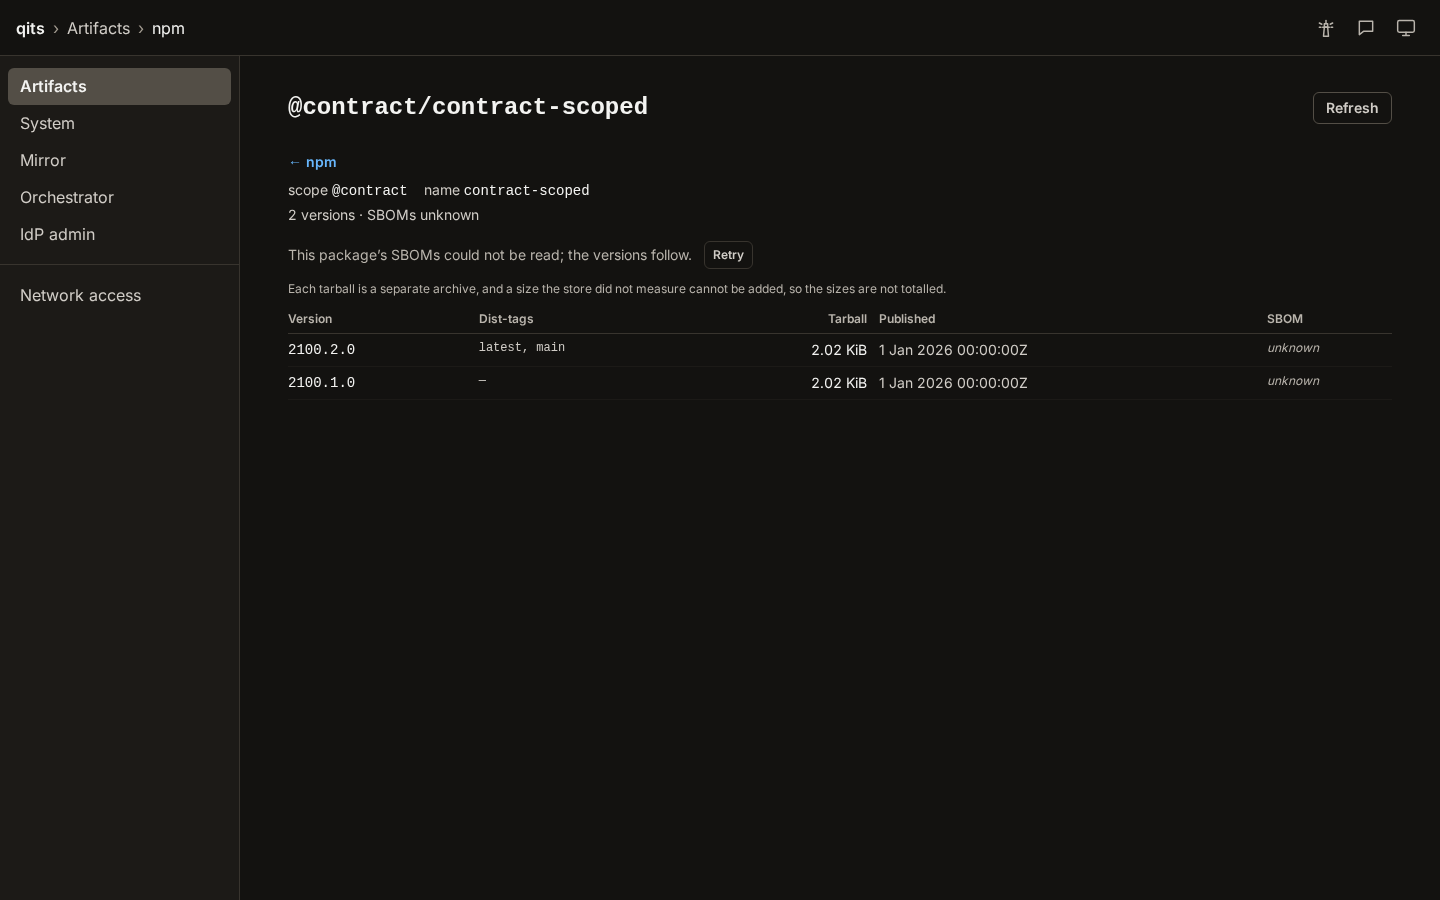 qits › Artifacts › npm
Artifacts
System
Mirror
Orchestrator
IdP admin
Network access
@contract/contract-scoped
Refresh
← npm
scope @contract name contract-scoped
2 versions · SBOMs unknown
This package’s SBOMs could not be read; the versions follow. Retry
Each tarball is a separate archive, and a size the store did not measure cannot be added, so the sizes are not totalled.
Version Dist-tags Tarball Published SBOM
2100.2.0 latest, main 2.02 KiB 1 Jan 2026 00:00:00Z unknown
2100.1.0 — 2.02 KiB 1 Jan 2026 00:00:00Z unknown